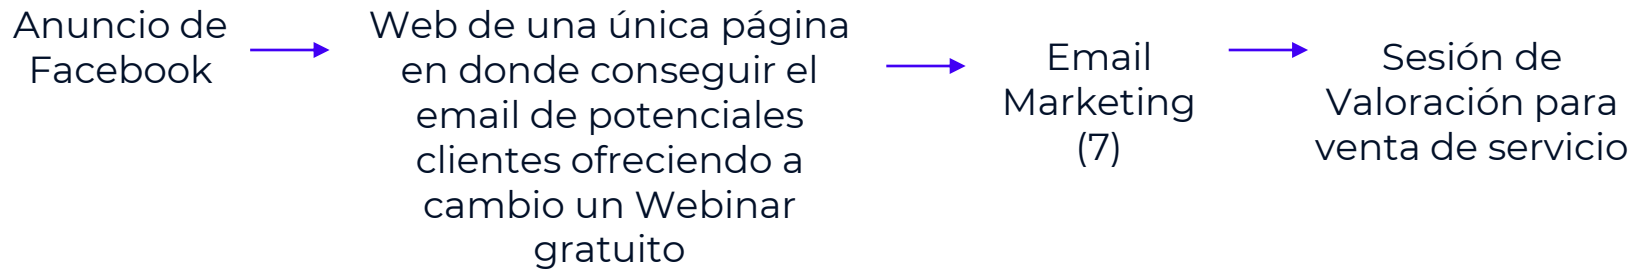 Anuncio de
Facebook
Web de una única página
en donde conseguir el
email de potenciales
clientes ofreciendo a
cambio un Webinar
gratuito
Email
Marketing
(7)
Sesión de
Valoración para
venta de servicio